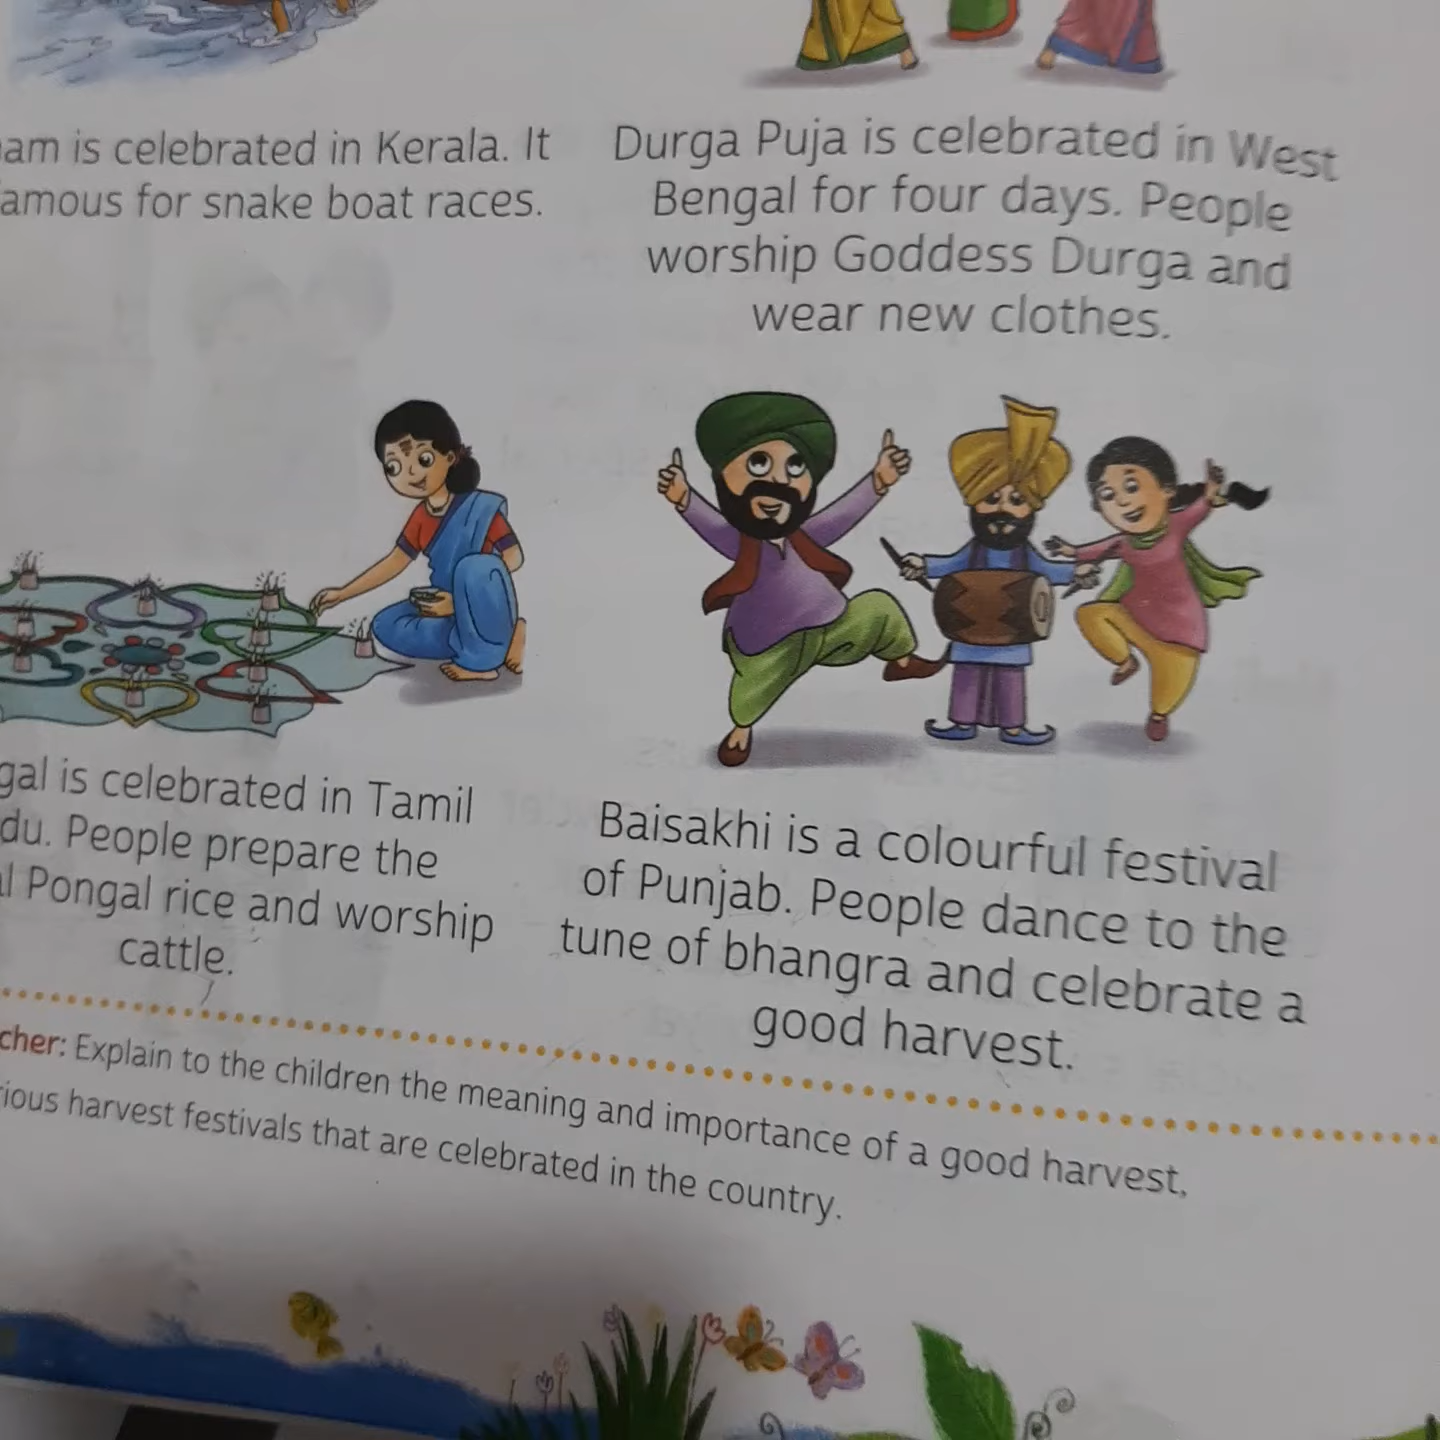 am is celebrated in Kerala. It
amous for snake boat races.
Durga Puja is celebrated in West
Bengal for four days. People
worship Goddess Durga and
wear new clothes.
gal is celebrated in Tamil
du. People prepare the
l Pongal rice and worship
cattle.
Baisakhi is a colourful festival
of Punjab. People dance to the
tune of bhangra and celebrate a
good harvest.
cher: Explain to the children the meaning and importance of a good harvest,
ious harvest festivals that are celebrated in the country.